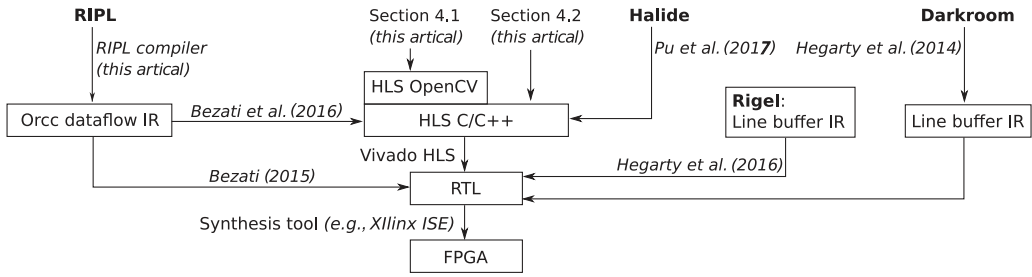 RIPL
Section 4.1
(this artical)
Section 4.2
(this artical)
Halide
Darkroom
RIPL compiler
(this artical)
Pu et al. (2017)
Hegarty et al. 2014)
HLS OpenCV
Rigel:
Line buffer IR
Orcc dataflow IR
Bezati et al. (2016)
HLS C/C++
Line buffer IR
Vivado HLS
Bezati (2015)
Hegarty et al. (2016)
RTL
Synthesis tool (e.g., XIlinx ISE)
FPGA